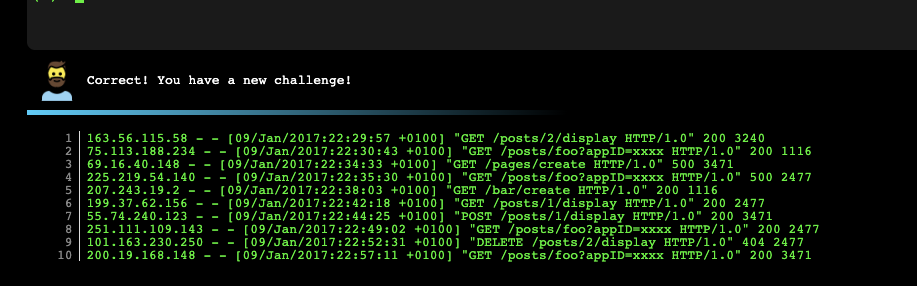 Correct! You have a new challenge!
1 163.56.115.58 - - [09/Jan/2017:22:29:57 +0100] "GET /posts/2/display HTTP/1.0" 200 3240
2 75.113.188.234 - - [09/Jan/2017:22:30:43 +0100] "GET /posts/foo?appID=xxxx HTTP/1.0" 200 1116
3 69.16.40.148 - - [09/Jan/2017:22:34:33 +0100] "GET /pages/create HTTP/1.0" 500 3471
4 225.219.54.140 - - [09/Jan/2017:22:35:30 +0100] "GET /posts/foo?appID=xxxx HTTP/1.0" 500 2477
5 207.243.19.2 - - [09/Jan/2017:22:38:03 +0100] "GET /bar/create HTTP/1.0" 200 1116
6 199.37.62.156 - - [09/Jan/2017:22:42:18 +0100] "GET /posts/1/display HTTP/1.0" 200 2477
7 55.74.240.123 - - [09/Jan/2017:22:44:25 +0100] "POST /posts/1/display HTTP/1.0" 200 3471
8 251.111.109.143 - - [09/Jan/2017:22:49:02 +0100] "GET /posts/foo?appID=xxxx HTTP/1.0" 200 2477
9 101.163.230.250 - - [09/Jan/2017:22:52:31 +0100] "DELETE /posts/2/display HTTP/1.0" 404 2477
10 200.19.168.148 - - [09/Jan/2017:22:57:11 +0100] "GET /posts/foo?appID=xxxx HTTP/1.0" 200 3471